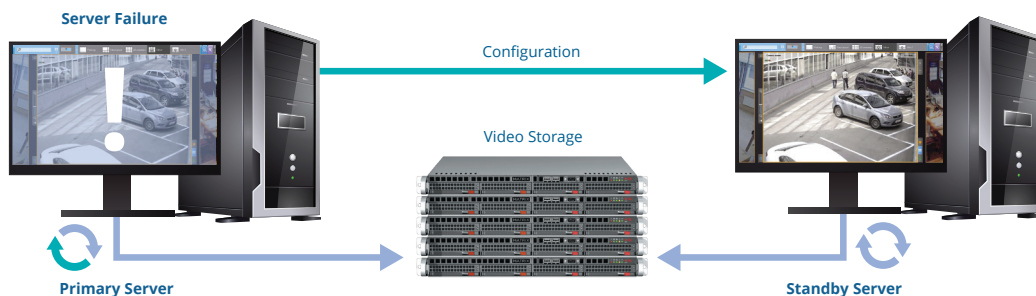 Server Failure
Configuration
Video Storage
Primary Server
Standby Server